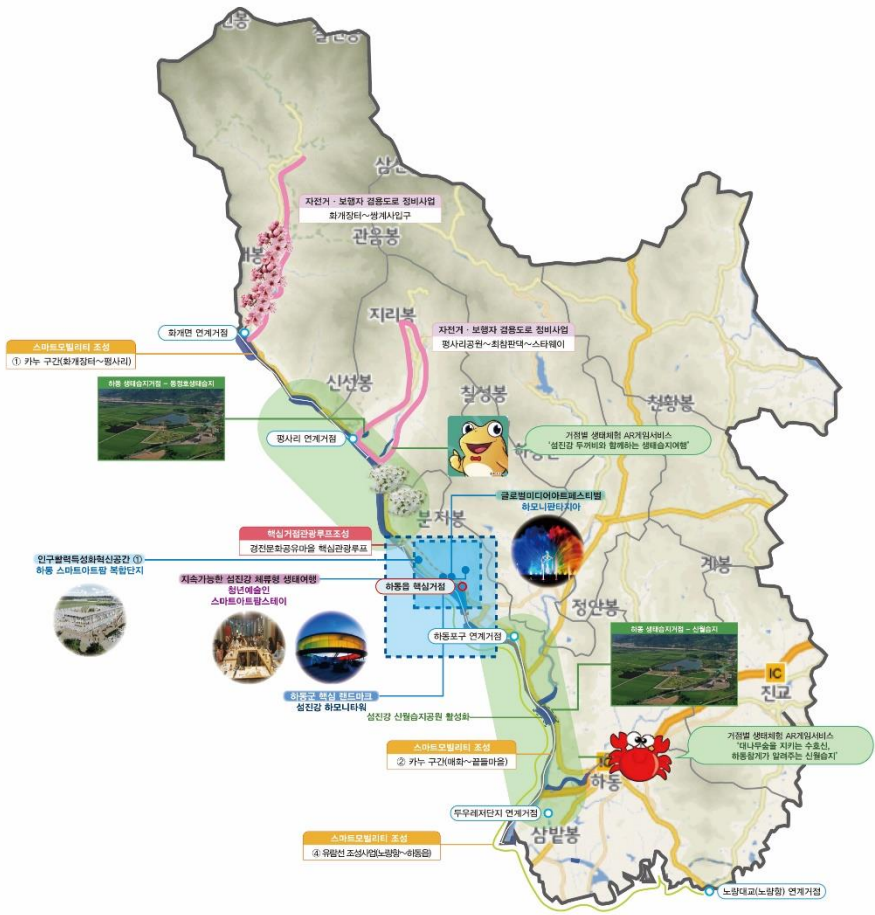 삼신
자전거 · 보행자 겸용도로 정비사업
화개장터~쌍계사입구
관음봉
지리봉
화개면 연계거점
자전거 · 보행자 겸용도로 정비사업
평사리공원~최참판댁~스타웨이
스마트모빌리티 조성
① 카누 구간(화개장터~평사리)
신선봉
칠성봉
천황봉
하동 생태습지거점 - 동정호생태습지
평사리 연계거점
거점별 생태체험 AR게임서비스
'섬진강 두꺼비와 함께하는 생태습지여행'
글로벌미디어아트페스티벌
하모니판타지아
분지봉
핵심거점관광루프조성
경전문화공유마을 핵심관광루프
인구활력특성화혁신공간 ①
하동 스마트아트팜 복합단지
계봉
지속가능한 섬진강 체류형 생태여행
청년예술인
스마트아트팜스테이
하동읍 핵심거점
정안봉
하동포구 연계거점
하동 생태습지거점 - 신월습지
IC
진교
하동군 핵심 랜드마크
섬진강 하모니타워
섬진강 신월습지공원 활성화
스마트모빌리티 조성
② 카누 구간(매화~끝들마을)
거점별 생태체험 AR게임서비스
'대나무숲을 지키는 수호신,
하동참게가 알려주는 신월습지'
IC
하동
두우레저단지 연계거점
삼밭봉
스마트모빌리티 조성
④ 유람선 조성사업(노량항~하동읍)
노량대교(노량항) 연계거점